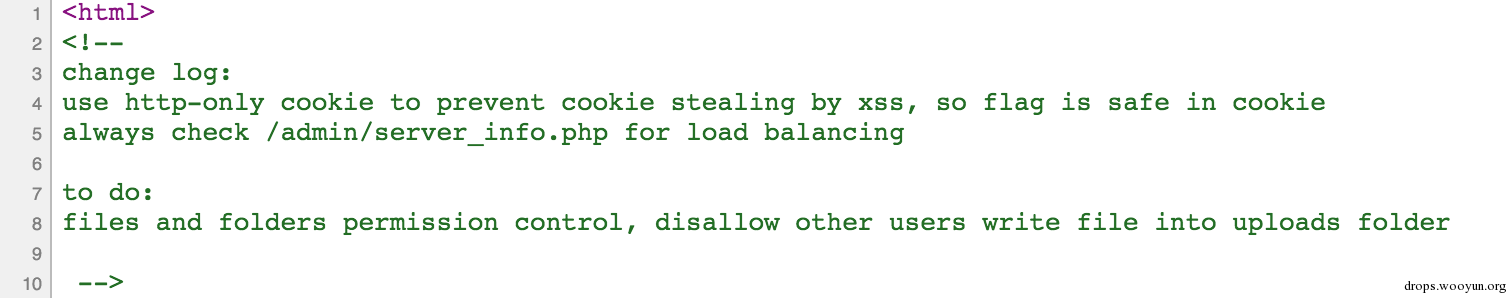 1 <html>
2 <!--
3 change log:
4 use http-only cookie to prevent cookie stealing by xss, so flag is safe in cookie
5 always check /admin/server_info.php for load balancing
6
7 to do:
8 files and folders permission control, disallow other users write file into uploads folder
9
10 -->
drops.wooyun.org